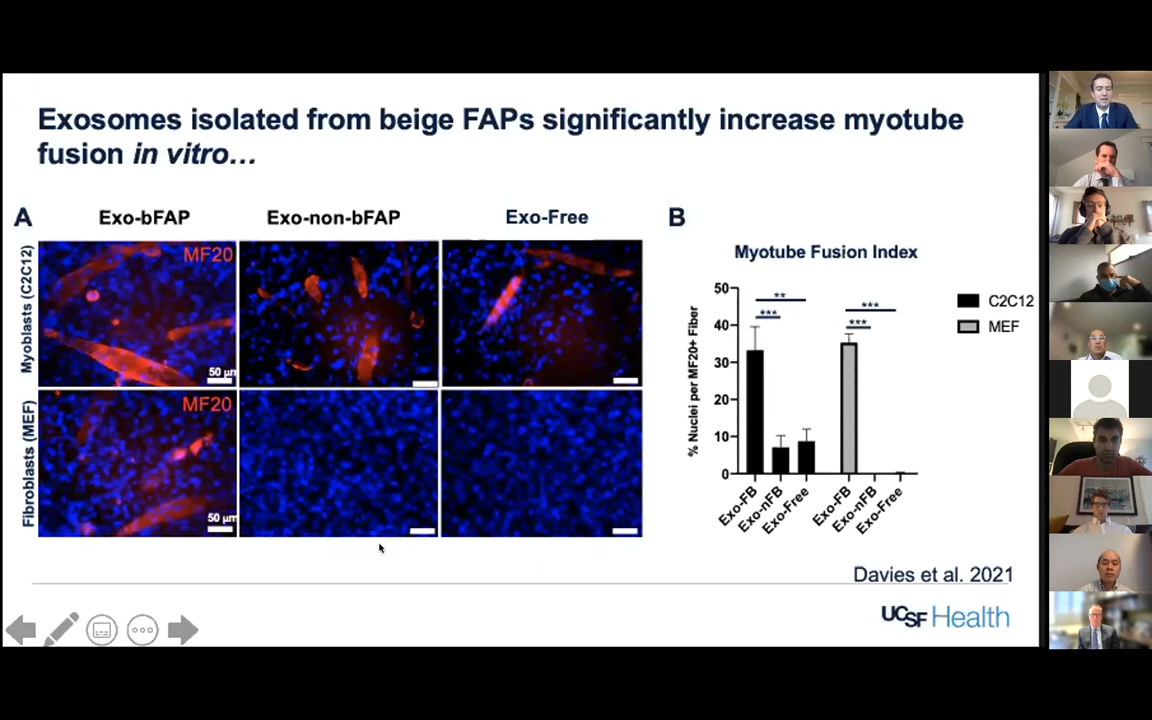 Exosomes isolated from beige FAPs significantly increase myotube
fusion in vitro…
A
Exo-bFAP
Exo-non-bFAP
Exo-Free
Myoblasts (C2C12)
MF20
50 μm
Fibroblasts (MEF)
MF20
50 μm
B
Myotube Fusion Index
% Nuclei per MF20+ Fiber
50
40
30
20
10
0
**
***
***
***
Exo-FB
Exo-nFB
Exo-Free
Exo-FB
Exo-nFB
Exo-Free
C2C12
MEF
Davies et al. 2021
UCSF Health